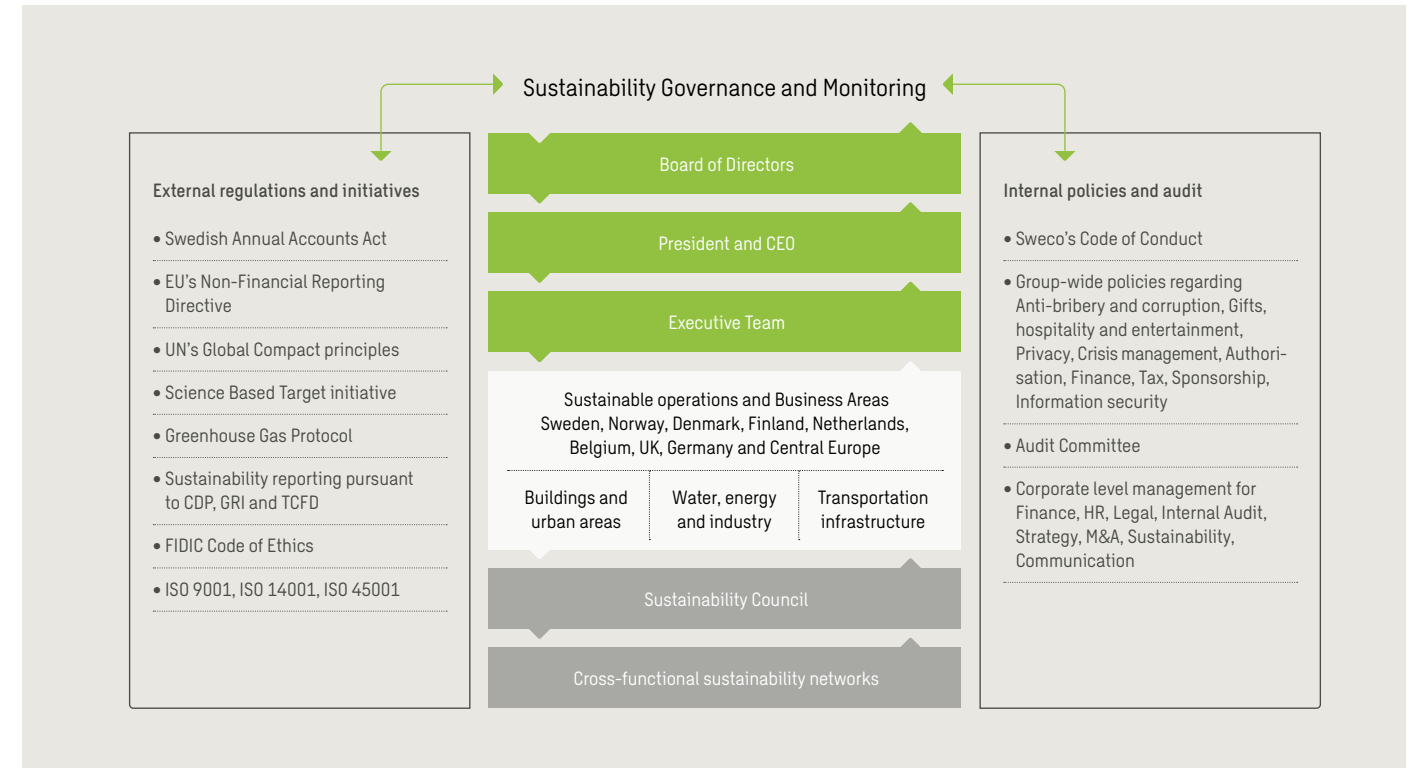 Sustainability Governance and Monitoring
External regulations and initiatives
• Swedish Annual Accounts Act
• EU's Non-Financial Reporting
Directive
• UN's Global Compact principles
• Science Based Target initiative
• Greenhouse Gas Protocol
• Sustainability reporting pursuant
to CDP, GRI and TCFD
• FIDIC Code of Ethics
• ISO 9001, ISO 14001, ISO 45001
Board of Directors
President and CEO
Executive Team
Sustainable operations and Business Areas
Sweden, Norway, Denmark, Finland, Netherlands,
Belgium, UK, Germany and Central Europe
Buildings and
urban areas
Water, energy
and industry
Transportation
infrastructure
Sustainability Council
Cross-functional sustainability networks
Internal policies and audit
• Sweco's Code of Conduct
• Group-wide policies regarding
Anti-bribery and corruption, Gifts,
hospitality and entertainment,
Privacy, Crisis management, Authori-
sation, Finance, Tax, Sponsorship,
Information security
• Audit Committee
• Corporate level management for
Finance, HR, Legal, Internal Audit,
Strategy, M&A, Sustainability,
Communication